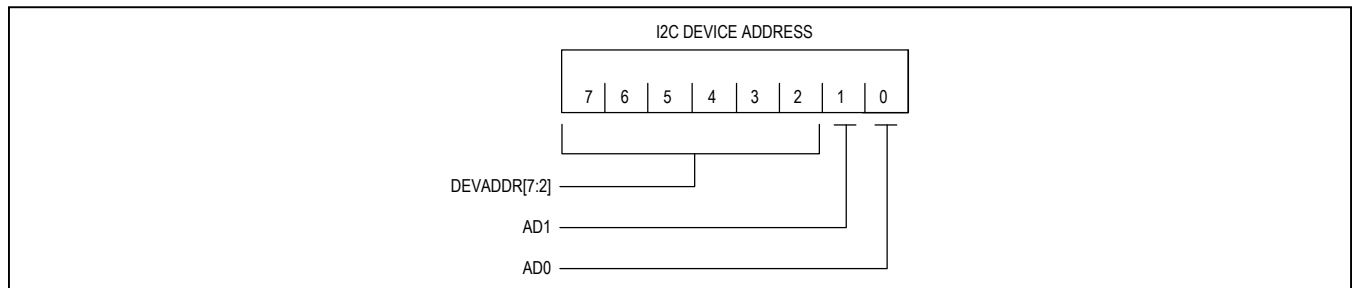 I2C DEVICE ADDRESS
7 6 5 4 3 2 1 0
DEVADDR[7:2]
AD1
AD0